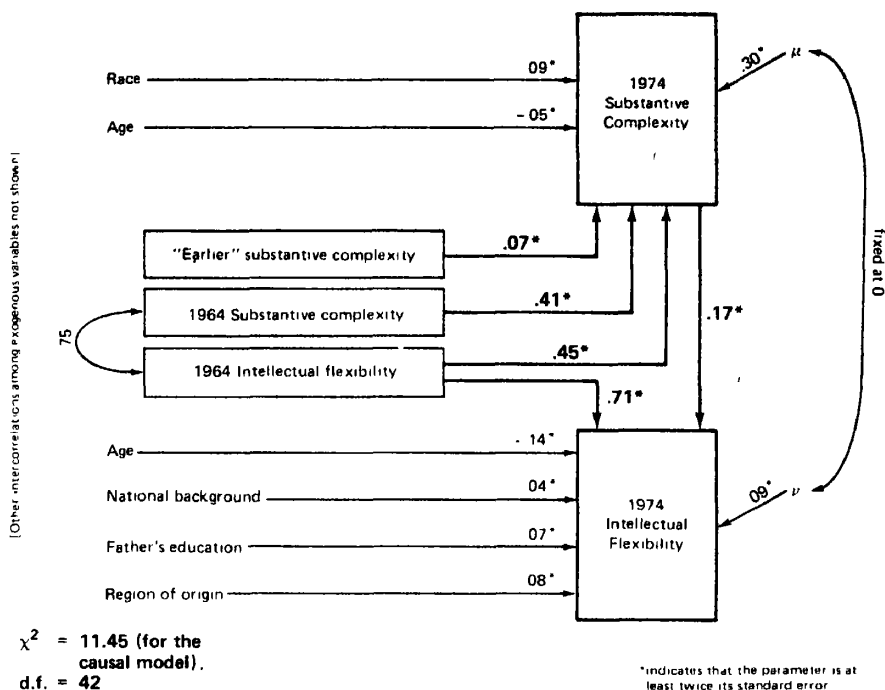 Race
09*
Age
- 05*
1974
Substantive
Complexity
.30*
μ
[Other intercorrelations among exogenous variables not shown]
"Earlier" substantive complexity
.07*
1964 Substantive complexity
.41*
75
1964 Intellectual flexibility
.45*
.71*
.17*
fixed at 0
Age
- 14*
National background
04*
Father's education
07*
Region of origin
08*
1974
Intellectual
Flexibility
09*
ν
χ² = 11.45 (for the
causal model),
d.f. = 42
*indicates that the parameter is at
least twice its standard error